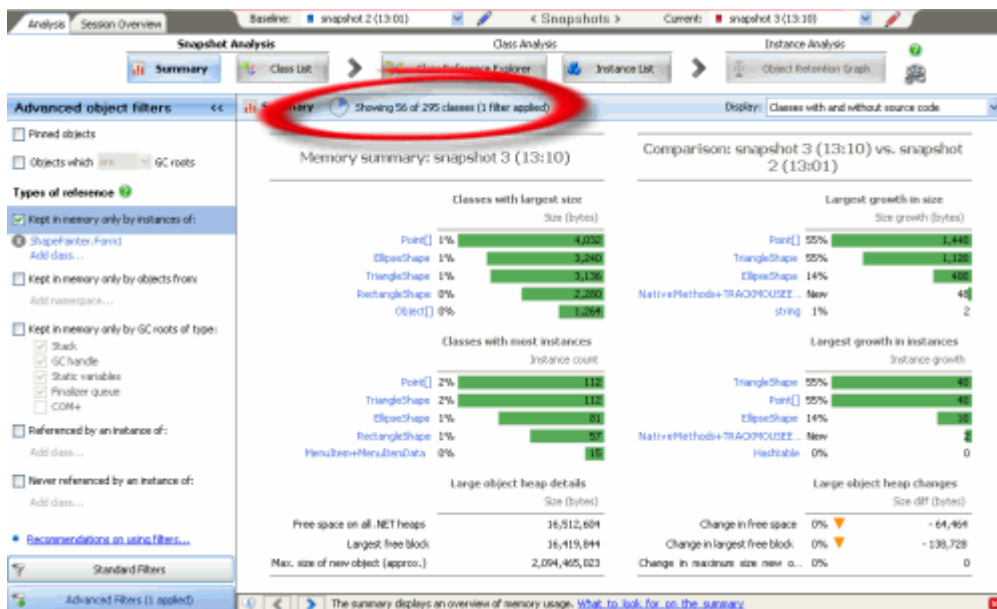 Analysis Session Overview Baseline: snapshot 2 (13:01) < Snapshots > Current: snapshot 3 (13:10)
Snapshot Analysis Class Analysis Instance Analysis
Summary Class List Class Reference Explorer Instance List Object Retention Graph
Advanced object filters << Summary Showing 56 of 295 classes (1 filter applied) Display: Classes with and without source code
Pinned objects
Objects which are GC roots
Types of reference
Kept in memory only by instances of:
ShapePainter.Form1
Add class...
Kept in memory only by objects from:
Add namespace...
Kept in memory only by GC roots of type:
Stack
GC handle
Static variables
Finalizer queue
COM+
Referenced by an instance of:
Add class...
Never referenced by an instance of:
Add class...
Recommendations on using filters...
Standard Filters
Advanced Filters (1 applied)
Memory summary: snapshot 3 (13:10)
Classes with largest size
Size (bytes)
Point[] 1% 4,032
EllipseShape 1% 3,240
TriangleShape 1% 3,136
RectangleShape 0% 2,280
Object[] 0% 1,264
Classes with most instances
Instance count
Point[] 2% 112
TriangleShape 2% 112
EllipseShape 1% 81
RectangleShape 1% 57
MenuItem+MenuItemData 0% 15
Large object heap details
Size (bytes)
Free space on all .NET heaps 16,512,604
Largest free block 16,419,844
Max. size of new object (approx.) 2,094,465,023
Comparison: snapshot 3 (13:10) vs. snapshot
2 (13:01)
Largest growth in size
Size growth (bytes)
Point[] 55% 1,440
TriangleShape 55% 1,120
EllipseShape 14% 400
NativeMethods+TRACKMOUSEE... New 48
string 1% 2
Largest growth in instances
Instance growth
TriangleShape 55% 40
Point[] 55% 40
EllipseShape 14% 10
NativeMethods+TRACKMOUSEE... New 2
Hashtable 0% 0
Large object heap changes
Size diff (bytes)
Change in free space 0% - 64,464
Change in largest free block 0% - 138,728
Change in maximum size new o... 0% 0
The summary displays an overview of memory usage. What to look for on the summary